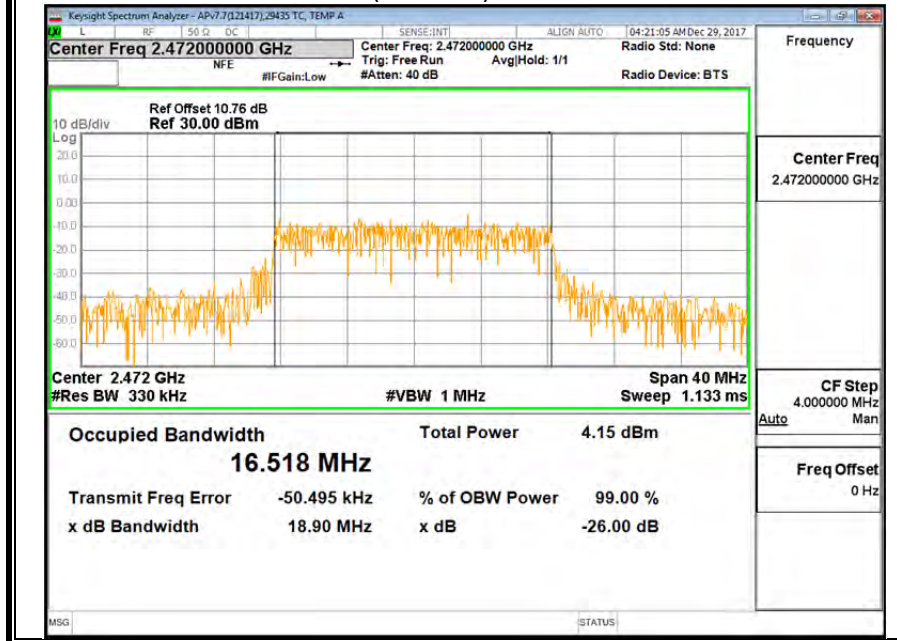 Keysight Spectrum Analyzer - APv7.7(121417),29435 TC, TEMP A
LXI L RF 50 Ω DC SENSE:INT ALIGN AUTO 04:21:05 AM Dec 29, 2017
Center Freq 2.472000000 GHz
NFE
#IFGain:Low
Center Freq: 2.472000000 GHz
Trig: Free Run Avg|Hold: 1/1
#Atten: 40 dB
Radio Std: None
Radio Device: BTS
Frequency
Ref Offset 10.76 dB
10 dB/div Ref 30.00 dBm
Log
20.0
10.0
0.00
-10.0
-20.0
-30.0
-40.0
-50.0
-60.0
Center 2.472 GHz Span 40 MHz
#Res BW 330 kHz #VBW 1 MHz Sweep 1.133 ms
Occupied Bandwidth Total Power 4.15 dBm
16.518 MHz
Transmit Freq Error -50.495 kHz % of OBW Power 99.00 %
x dB Bandwidth 18.90 MHz x dB -26.00 dB
Center Freq
2.472000000 GHz
CF Step
4.000000 MHz
Auto Man
Freq Offset
0 Hz
MSG STATUS